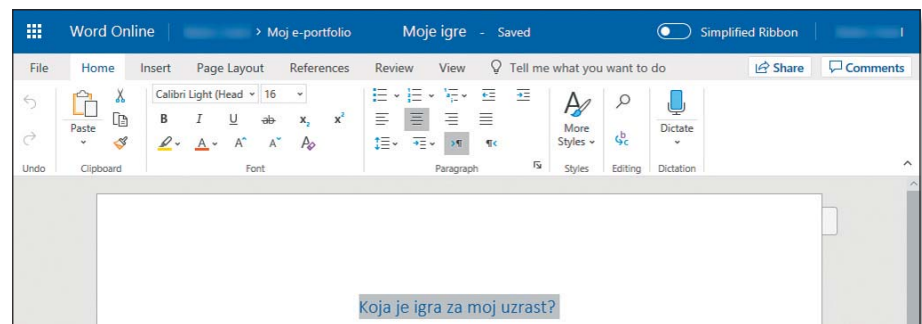 Word Online > Moj e-portfolio Moje igre - Saved Simplified Ribbon
File Home Insert Page Layout References Review View Tell me what you want to do Share Comments
Calibri Light (Head 16
Paste B I U ab x₂ x² More Styles Dictate
A A A A
Undo Clipboard Font Paragraph Styles Editing Dictation
Koja je igra za moj uzrast?